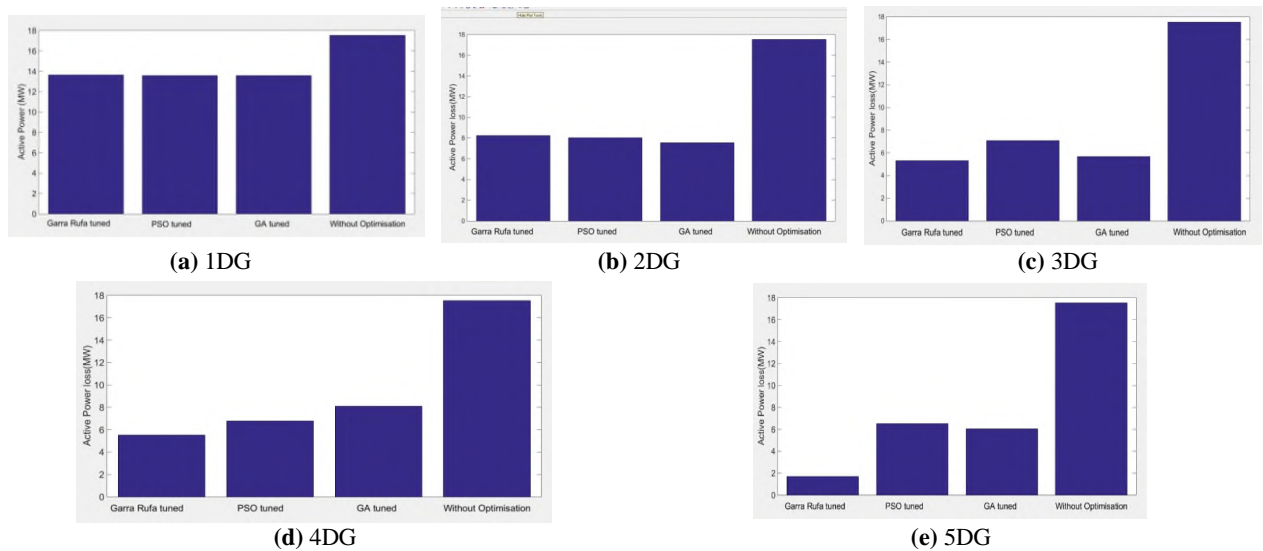 18
16
14
12
10
8
6
4
2
0
Active Power (MW)
Garra Rufa tuned
PSO tuned
GA tuned
Without Optimisation
(a) 1DG
Hide Plot Tools
18
16
14
12
10
8
6
4
2
0
Active Power loss(MW)
Garra Rufa tuned
PSO tuned
GA tuned
Without Optimisation
(b) 2DG
18
16
14
12
10
8
6
4
2
0
Active Power loss(MW)
Garra Rufa tuned
PSO tuned
GA tuned
Without Optimisation
(c) 3DG
18
16
14
12
10
8
6
4
2
0
Active Power loss(MW)
Garra Rufa tuned
PSO tuned
GA tuned
Without Optimisation
(d) 4DG
18
16
14
12
10
8
6
4
2
0
Active Power loss(MW)
Garra Rufa tuned
PSO tuned
GA tuned
Without Optimisation
(e) 5DG